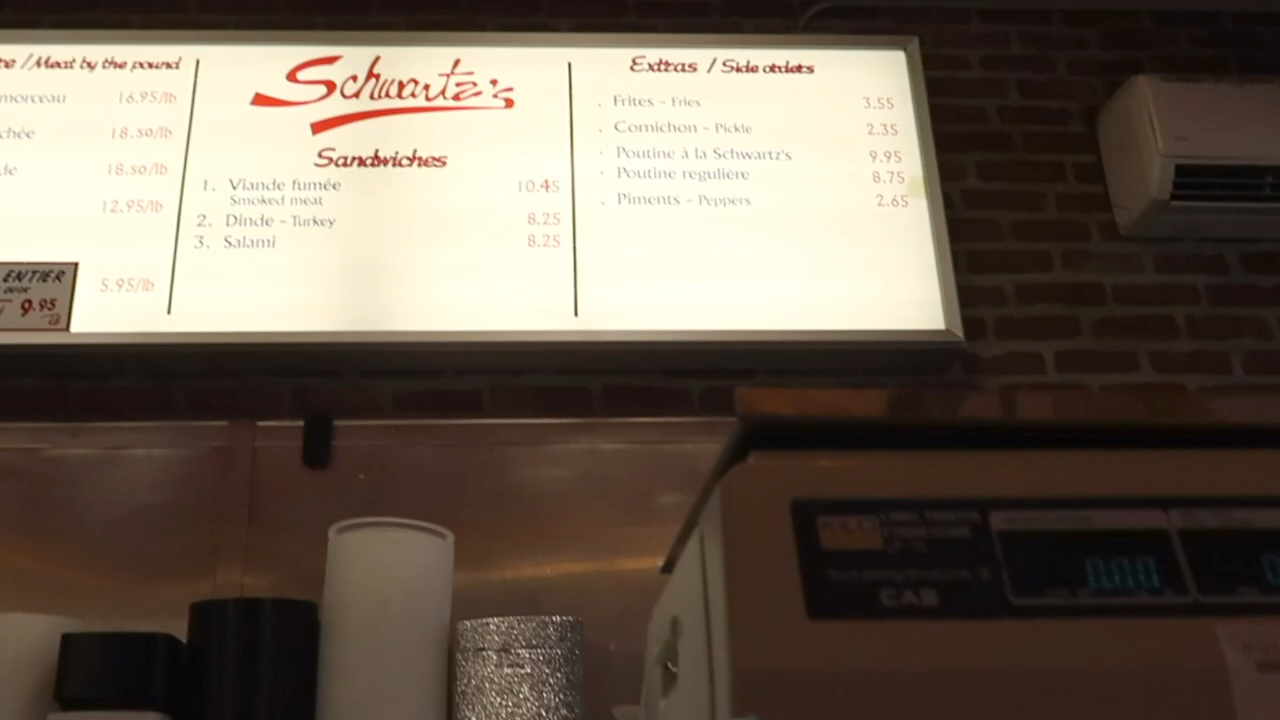 /Meat by the pound
morceau 16.95/lb
chée 18.50/lb
18.50/lb
12.95/lb
5.95/lb
ENTIER
9.95
lb
Schwartz's
Sandwiches
1. Viande fumée 10.45
Smoked meat
2. Dinde - Turkey 8.25
3. Salami 8.25
Extras / Side orders
. Frites - Fries 3.55
. Cornichon - Pickle 2.35
· Poutine à la Schwartz's 9.95
· Poutine regulière 8.75
. Piments - Peppers 2.65
CAS
0.00